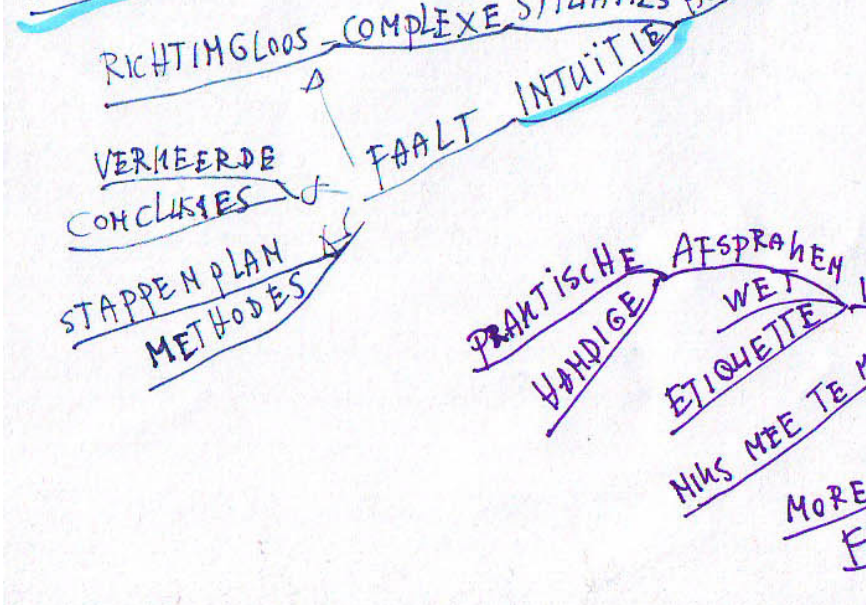 RICHTINGLOOS - COMPLEXE
INTUÏTIE
FAALT
VERKEERDE
CONCLUSIES
STAPPENPLAN
METHODES
PRAKTISCHE
HANDIGE
AFSPRAKEN
WET
ETIQUETTE
NIKS MEE TE
MORE